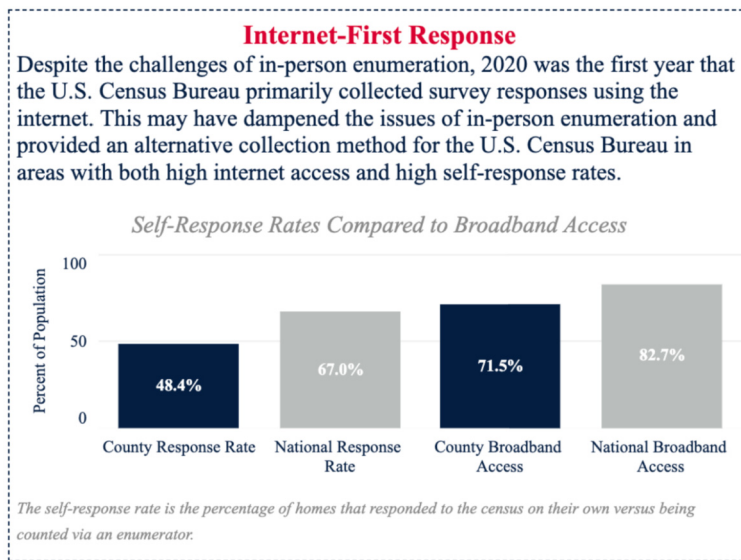 Internet-First Response
Despite the challenges of in-person enumeration, 2020 was the first year that
the U.S. Census Bureau primarily collected survey responses using the
internet. This may have dampened the issues of in-person enumeration and
provided an alternative collection method for the U.S. Census Bureau in
areas with both high internet access and high self-response rates.
Self-Response Rates Compared to Broadband Access
Percent of Population
100
50
0
48.4%
67.0%
71.5%
82.7%
County Response Rate
National Response
Rate
County Broadband
Access
National Broadband
Access
The self-response rate is the percentage of homes that responded to the census on their own versus being
counted via an enumerator.